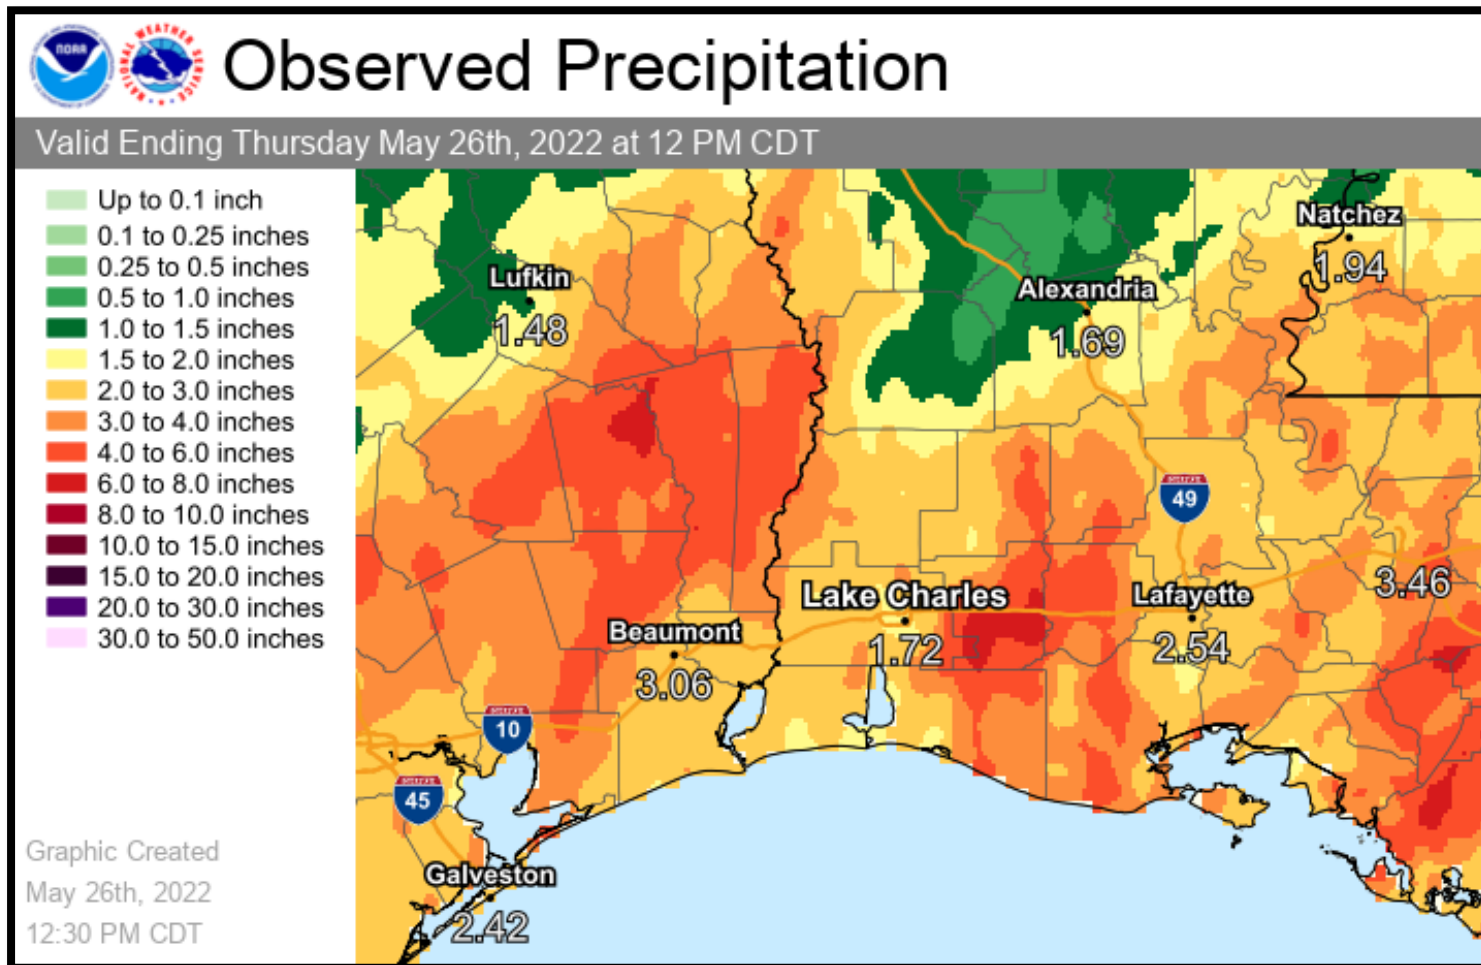 NOAA
NATIONAL WEATHER SERVICE
Observed Precipitation
Valid Ending Thursday May 26th, 2022 at 12 PM CDT
Up to 0.1 inch
0.1 to 0.25 inches
0.25 to 0.5 inches
0.5 to 1.0 inches
1.0 to 1.5 inches
1.5 to 2.0 inches
2.0 to 3.0 inches
3.0 to 4.0 inches
4.0 to 6.0 inches
6.0 to 8.0 inches
8.0 to 10.0 inches
10.0 to 15.0 inches
15.0 to 20.0 inches
20.0 to 30.0 inches
30.0 to 50.0 inches
Graphic Created
May 26th, 2022
12:30 PM CDT
Natchez
1.94
Lufkin
1.48
Alexandria
1.69
49
3.46
Lake Charles
1.72
Lafayette
2.54
Beaumont
3.06
10
45
Galveston
2.42